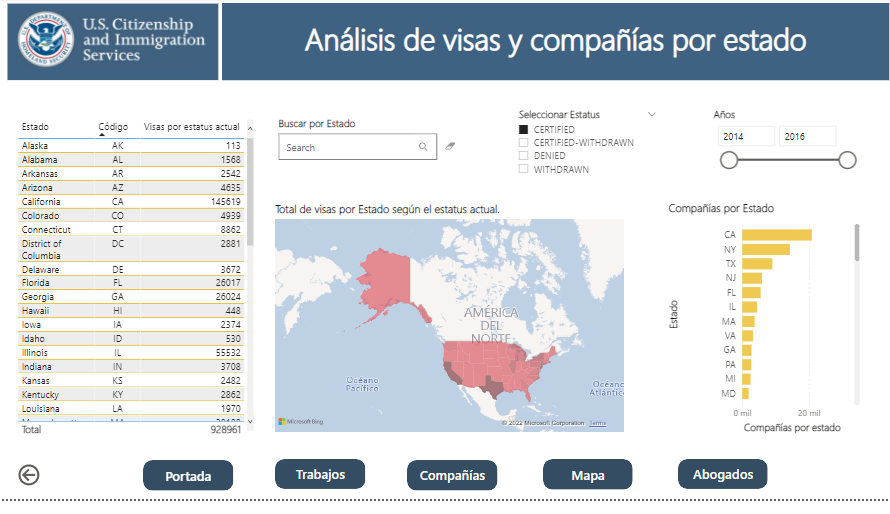 U.S. Citizenship
and Immigration
Services
Análisis de visas y compañías por estado
Estado Código Visas por estatus actual
Alaska AK 113
Alabama AL 1568
Arkansas AR 2542
Arizona AZ 4635
California CA 145619
Colorado CO 4939
Connecticut CT 8862
District of DC 2881
Columbia
Delaware DE 3672
Florida FL 26017
Georgia GA 26024
Hawaii HI 448
Iowa IA 2374
Idaho ID 530
Illinois IL 55532
Indiana IN 3708
Kansas KS 2482
Kentucky KY 2862
Louisiana LA 1970
Total 928961
Buscar por Estado
Search
Seleccionar Estatus
CERTIFIED
CERTIFIED-WITHDRAWN
DENIED
WITHDRAWN
Años
2014 2016
Total de visas por Estado según el estatus actual.
AMÉRICA
DEL
NORTE
Océano
Pacífico
Océano
Atlántico
Microsoft Bing
© 2022 Microsoft Corporation Terms
Compañías por Estado
Estado
CA
NY
TX
NJ
FL
IL
MA
VA
GA
PA
MI
MD
0 mil 20 mil
Compañías por estado
Portada
Trabajos
Compañías
Mapa
Abogados